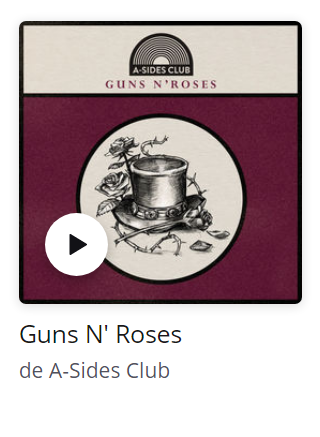 A-SIDES CLUB
GUNS N'ROSES
Guns N' Roses
de A-Sides Club